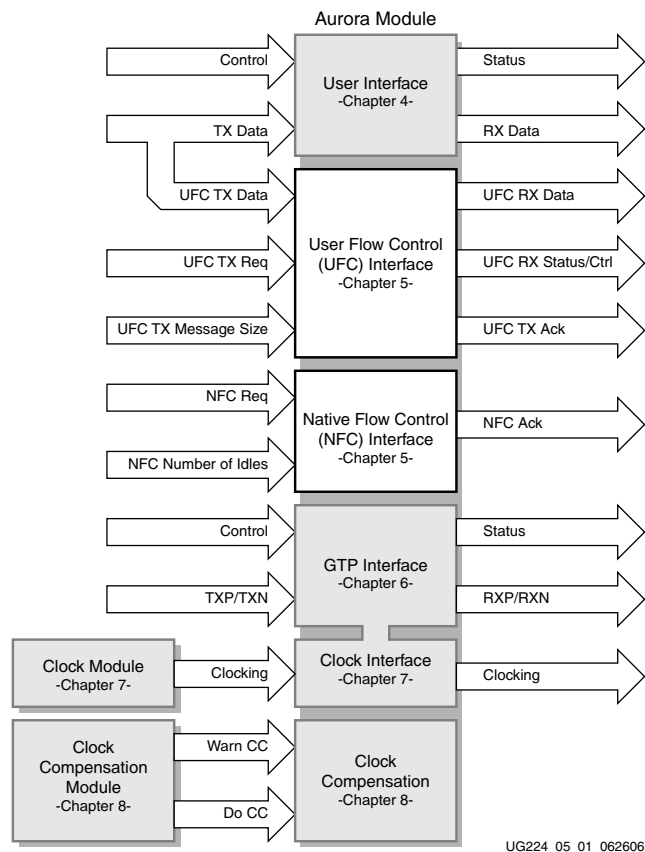 Aurora Module
Control
User Interface
-Chapter 4-
Status
TX Data
RX Data
UFC TX Data
UFC RX Data
User Flow Control
(UFC) Interface
-Chapter 5-
UFC TX Req
UFC RX Status/Ctrl
UFC TX Message Size
UFC TX Ack
NFC Req
Native Flow Control
(NFC) Interface
-Chapter 5-
NFC Ack
NFC Number of Idles
Control
Status
GTP Interface
-Chapter 6-
TXP/TXN
RXP/RXN
Clock Module
-Chapter 7-
Clocking
Clock Interface
-Chapter 7-
Clocking
Clock
Compensation
Module
-Chapter 8-
Warn CC
Do CC
Clock
Compensation
-Chapter 8-
UG224_05_01_062606